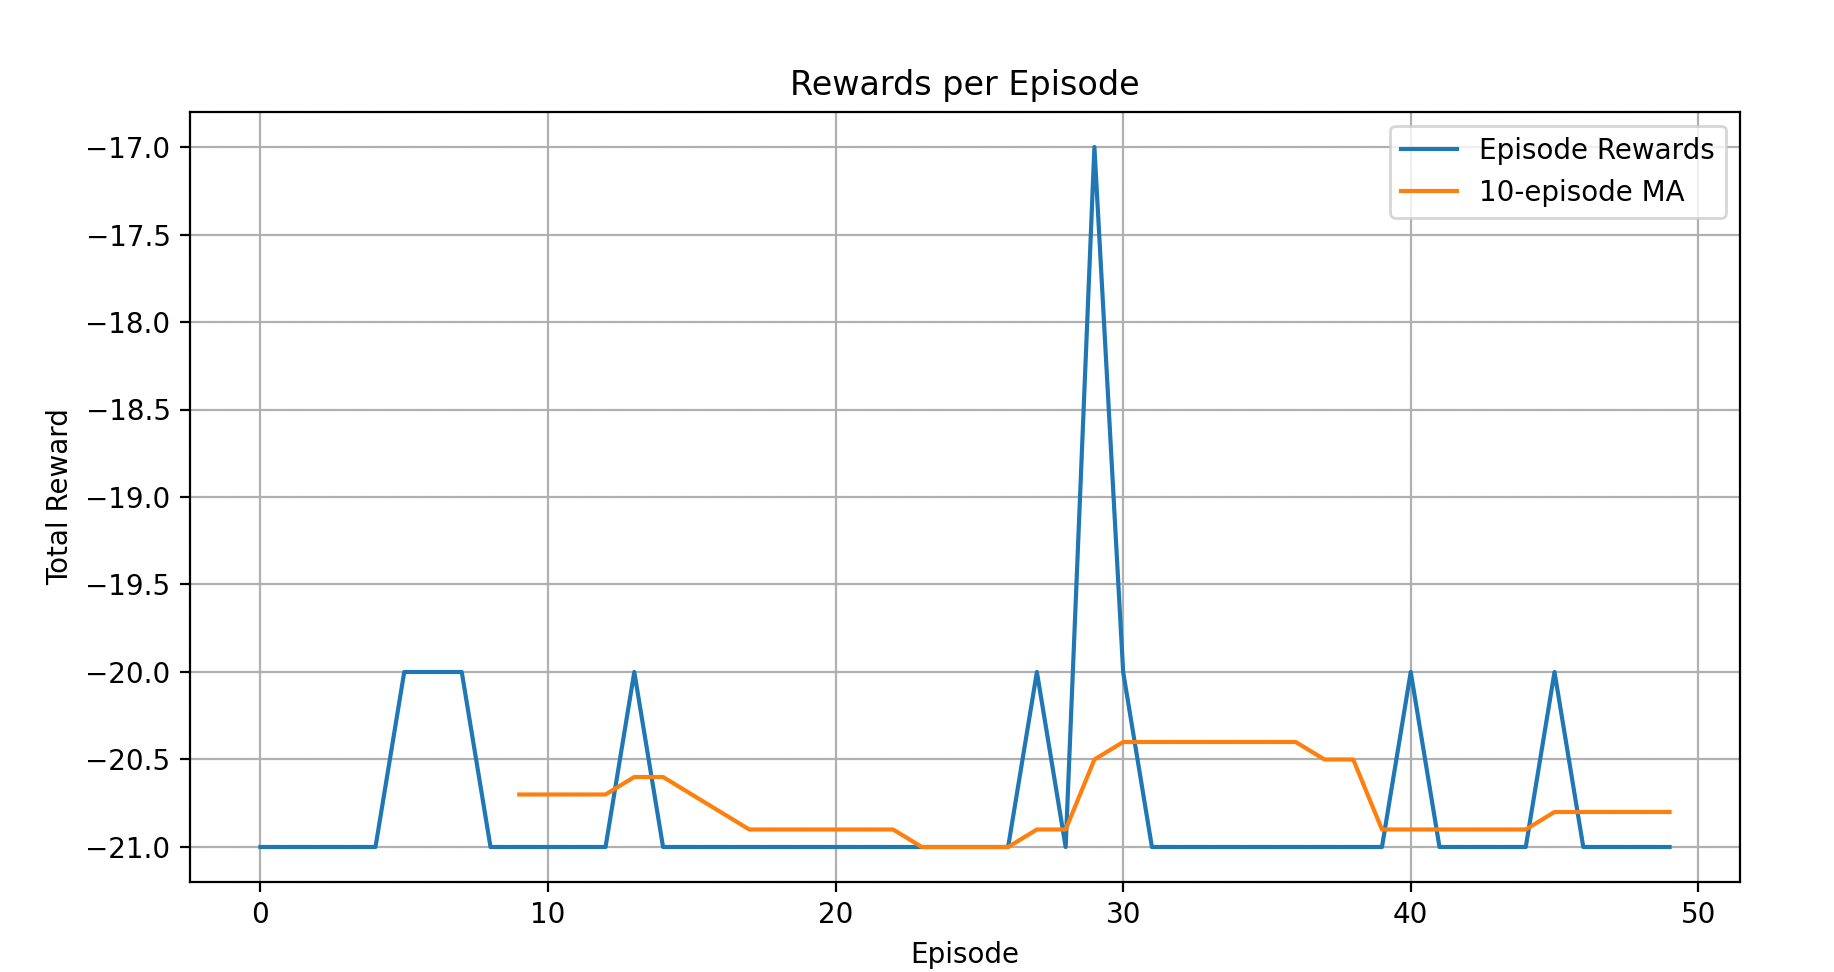 Rewards per Episode
Episode Rewards
10-episode MA
Total Reward
−17.0
−17.5
−18.0
−18.5
−19.0
−19.5
−20.0
−20.5
−21.0
0 10 20 30 40 50
Episode